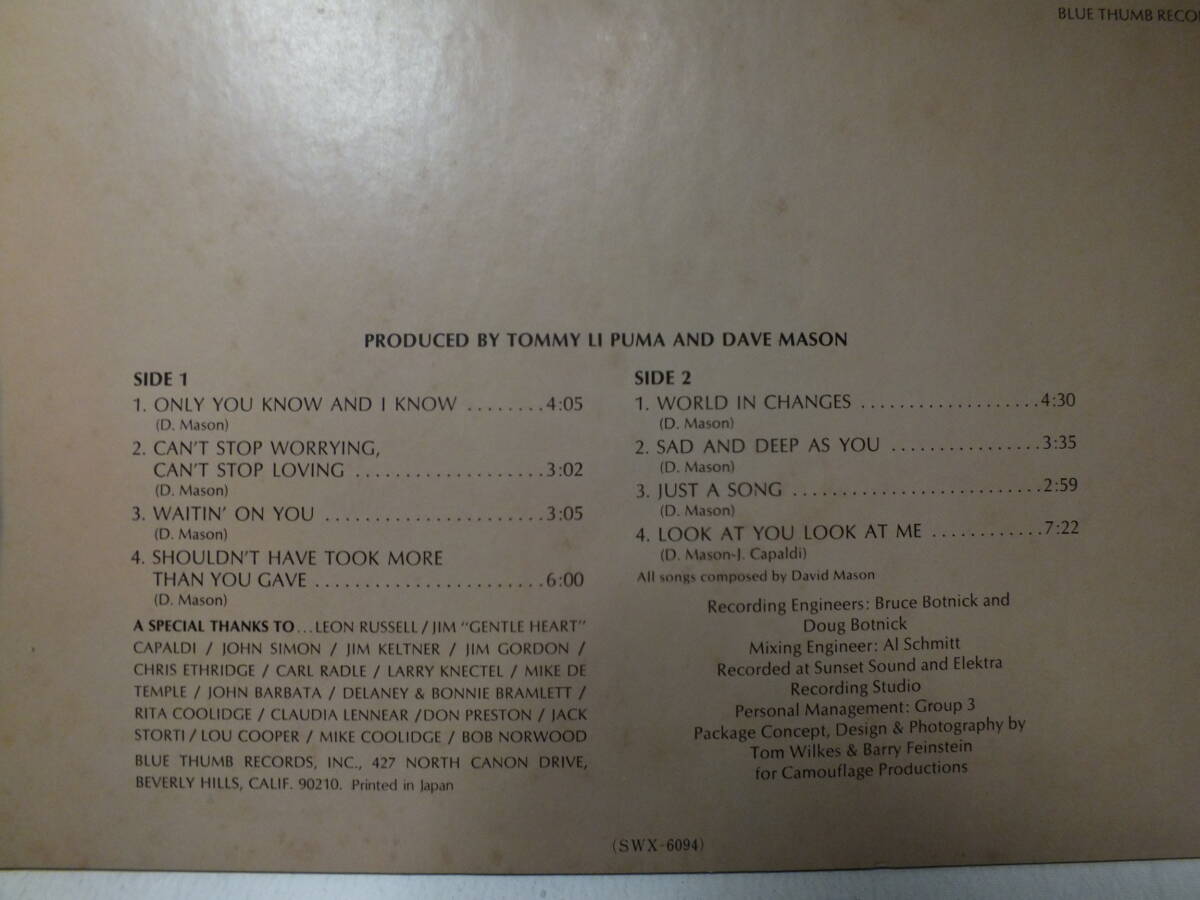 BLUE THUMB RECO
PRODUCED BY TOMMY LI PUMA AND DAVE MASON
SIDE 1
1. ONLY YOU KNOW AND I KNOW ........4:05
(D. Mason)
2. CAN'T STOP WORRYING,
CAN'T STOP LOVING ..................3:02
(D. Mason)
3. WAITIN' ON YOU .....................3:05
(D. Mason)
4. SHOULDN'T HAVE TOOK MORE
THAN YOU GAVE ......................6:00
(D. Mason)
A SPECIAL THANKS TO...LEON RUSSELL/JIM "GENTLE HEART"
CAPALDI / JOHN SIMON / JIM KELTNER / JIM GORDON /
CHRIS ETHRIDGE / CARL RADLE / LARRY KNECTEL / MIKE DE
TEMPLE / JOHN BARBATA / DELANEY & BONNIE BRAMLETT /
RITA COOLIDGE / CLAUDIA LENNEAR /DON PRESTON / JACK
STORTI/ LOU COOPER / MIKE COOLIDGE / BOB NORWOOD
BLUE THUMB RECORDS, INC., 427 NORTH CANON DRIVE,
BEVERLY HILLS, CALIF. 90210. Printed in Japan
SIDE 2
1. WORLD IN CHANGES ..................4:30
(D. Mason)
2. SAD AND DEEP AS YOU ...............3:35
(D. Mason)
3. JUST A SONG .........................2:59
(D. Mason)
4. LOOK AT YOU LOOK AT ME ............7:22
(D. Mason-J. Capaldi)
All songs composed by David Mason
Recording Engineers: Bruce Botnick and
Doug Botnick
Mixing Engineer: Al Schmitt
Recorded at Sunset Sound and Elektra
Recording Studio
Personal Management: Group 3
Package Concept, Design & Photography by
Tom Wilkes & Barry Feinstein
for Camouflage Productions
(SWX-6094)